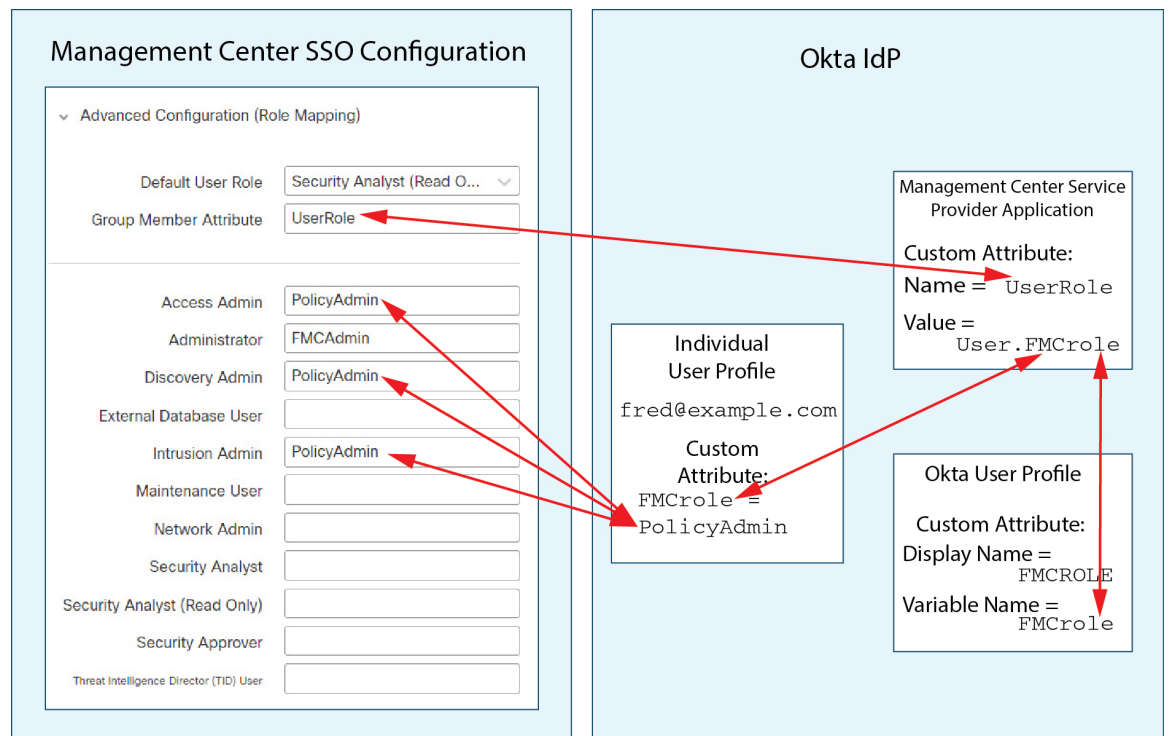 Management Center SSO Configuration
Advanced Configuration (Role Mapping)
Default User Role
Security Analyst (Read O...
Group Member Attribute
UserRole
Access Admin
PolicyAdmin
Administrator
FMCAdmin
Discovery Admin
PolicyAdmin
External Database User
Intrusion Admin
PolicyAdmin
Maintenance User
Network Admin
Security Analyst
Security Analyst (Read Only)
Security Approver
Threat Intelligence Director (TID) User
Okta IdP
Individual
User Profile
fred@example.com
Custom
Attribute:
FMCrole =
PolicyAdmin
Management Center Service
Provider Application
Custom Attribute:
Name = UserRole
Value =
User.FMCrole
Okta User Profile
Custom Attribute:
Display Name =
FMCROLE
Variable Name =
FMCrole